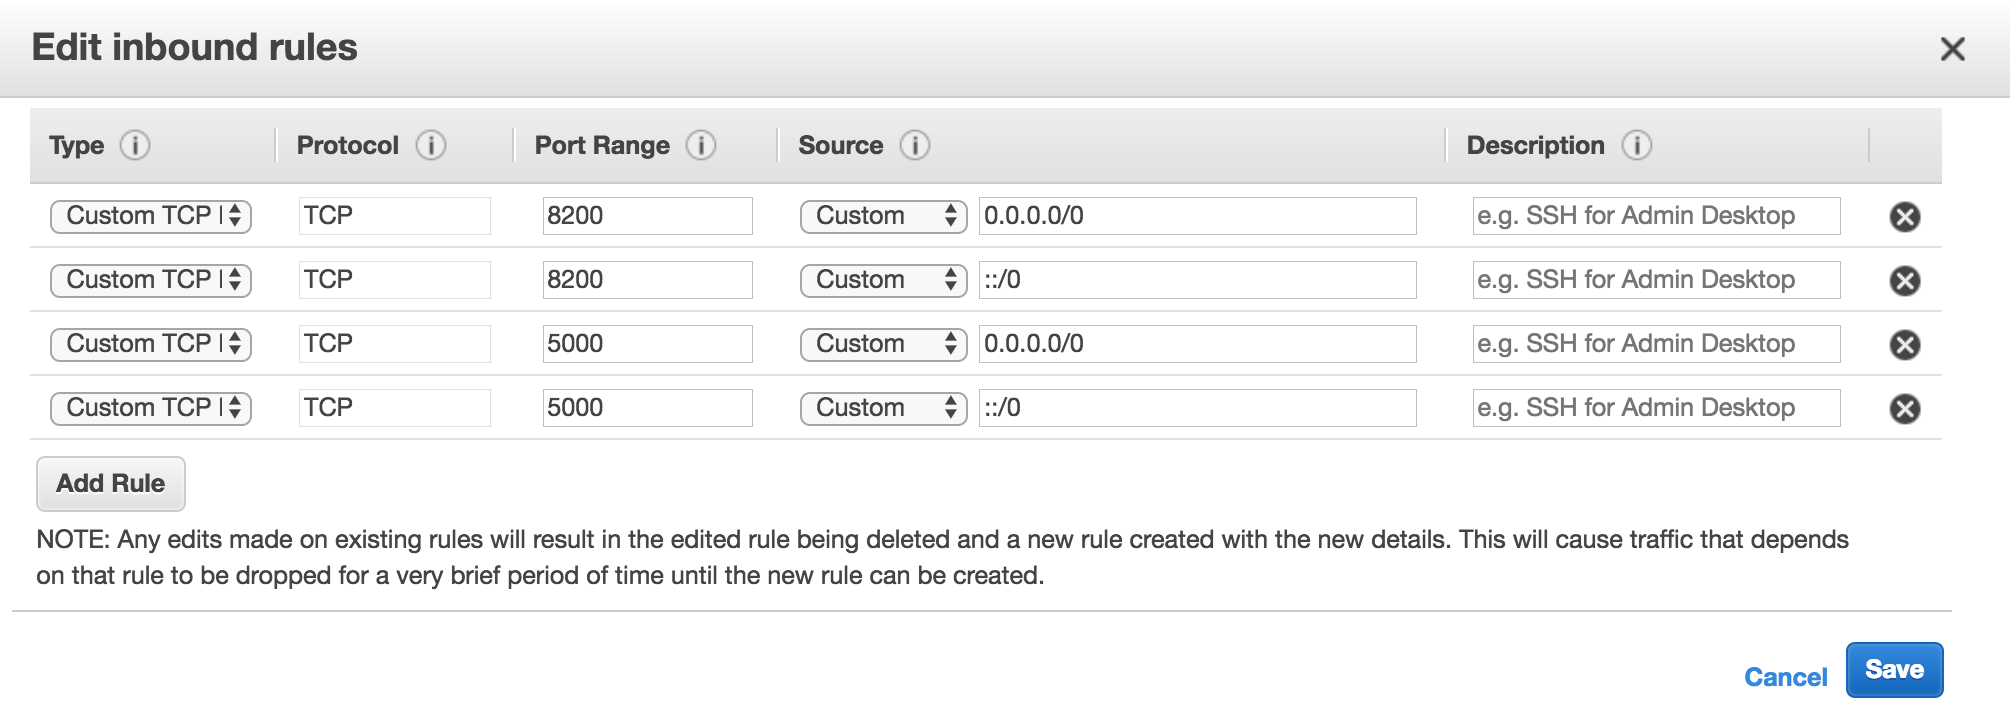 Edit inbound rules
Type Protocol Port Range Source Description
Custom TCP TCP 8200 Custom 0.0.0.0/0 e.g. SSH for Admin Desktop
Custom TCP TCP 8200 Custom ::/0 e.g. SSH for Admin Desktop
Custom TCP TCP 5000 Custom 0.0.0.0/0 e.g. SSH for Admin Desktop
Custom TCP TCP 5000 Custom ::/0 e.g. SSH for Admin Desktop
Add Rule
NOTE: Any edits made on existing rules will result in the edited rule being deleted and a new rule created with the new details. This will cause traffic that depends
on that rule to be dropped for a very brief period of time until the new rule can be created.
Cancel Save